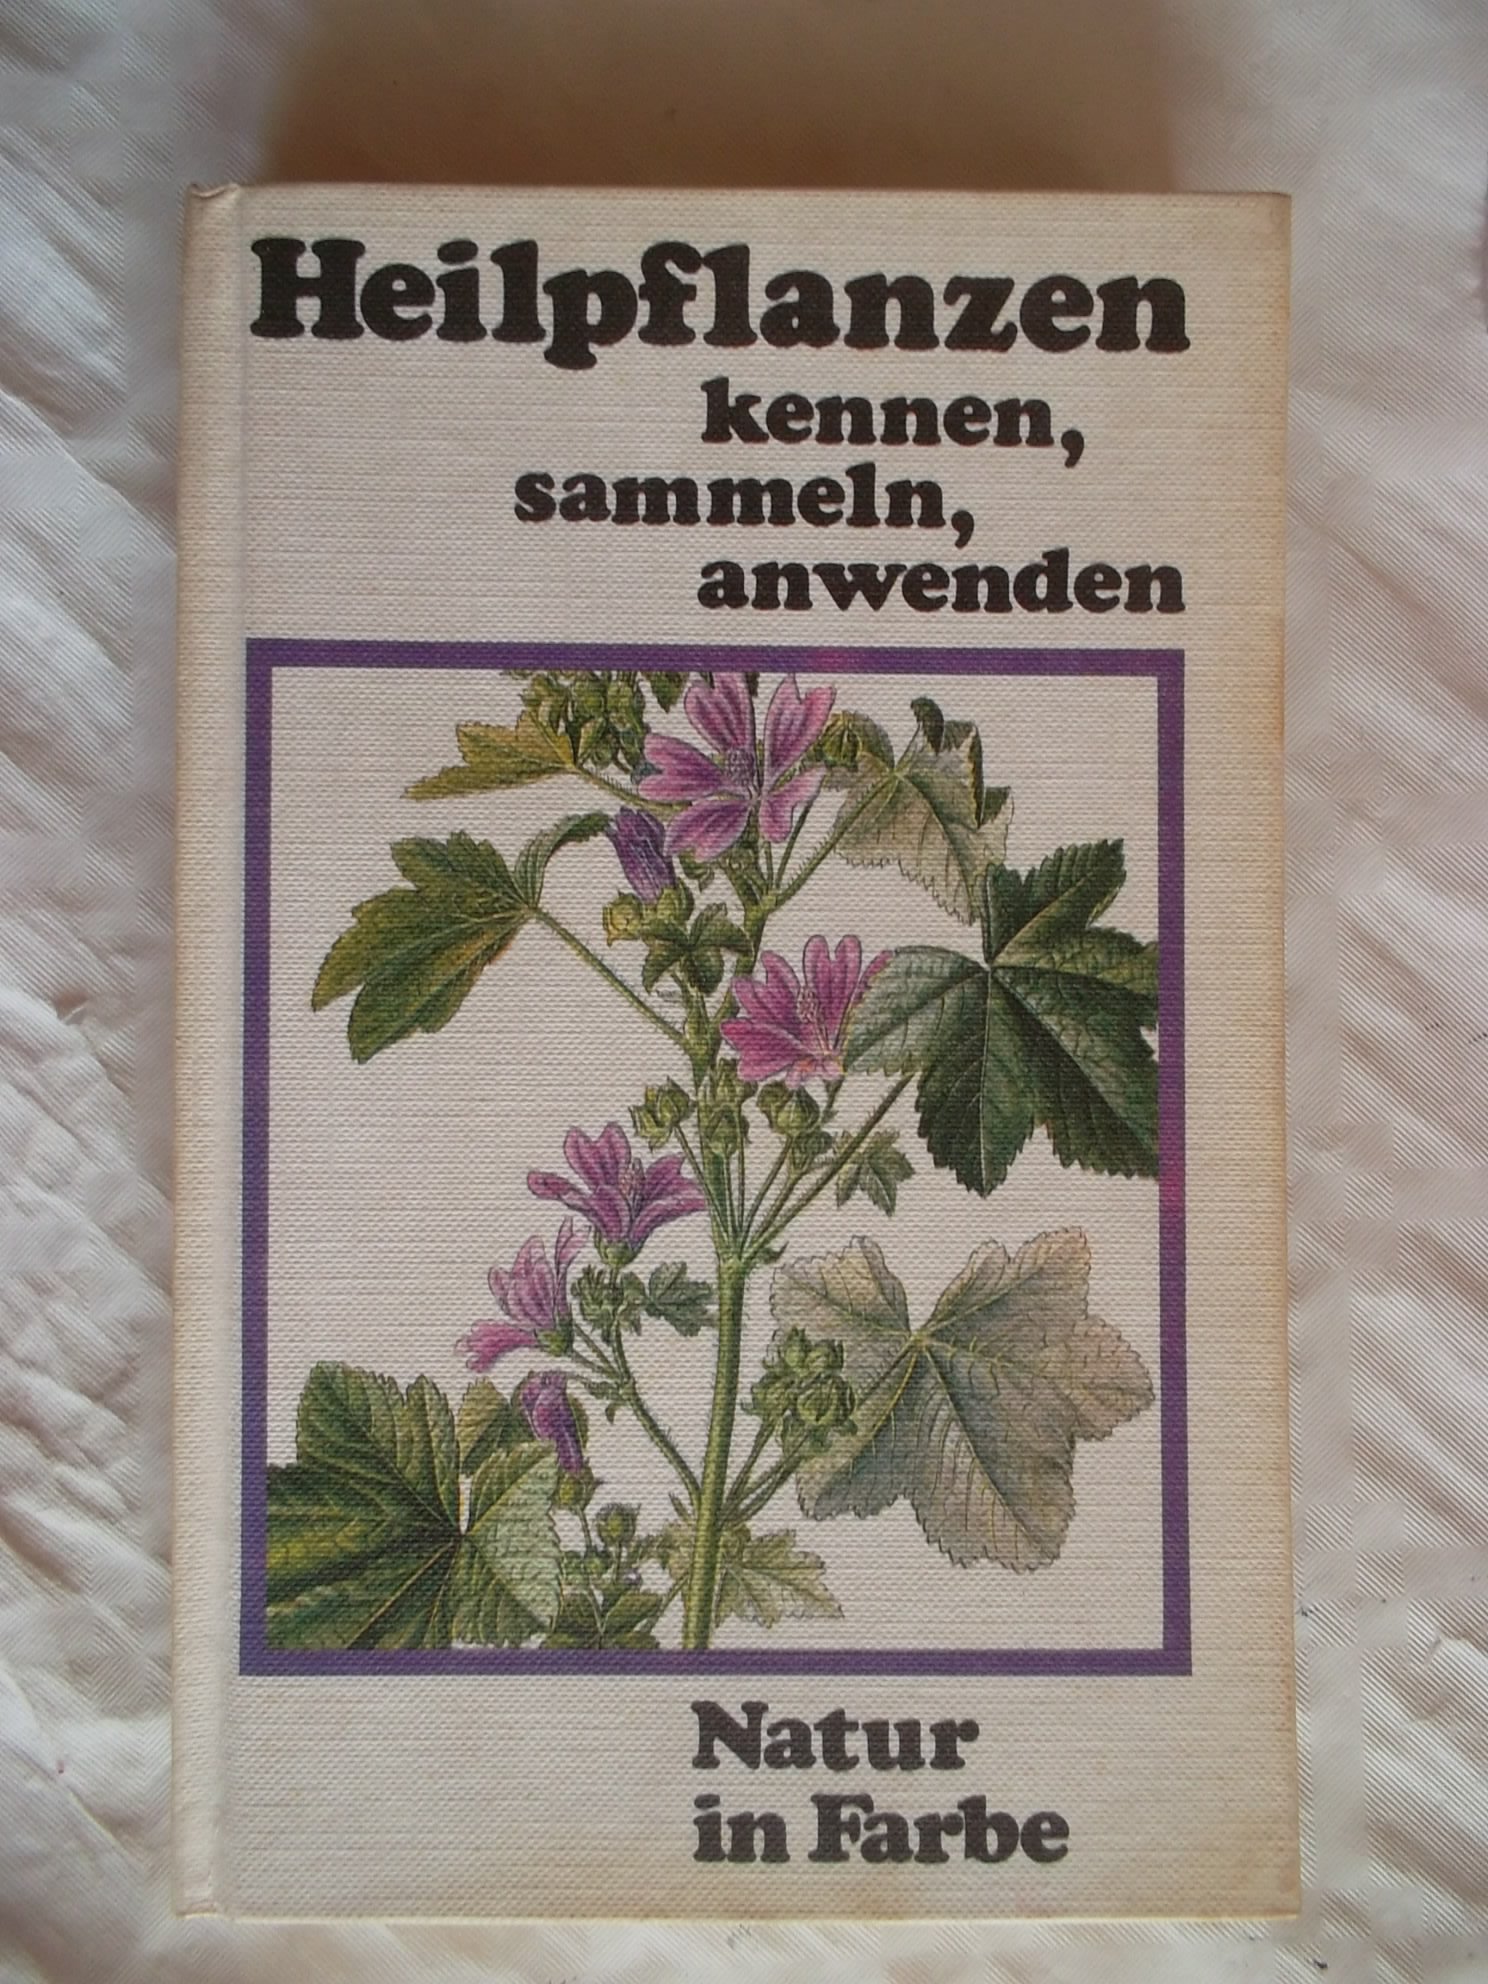 Heilpflanzen
kennen,
sammeln,
anwenden
Natur
in Farbe